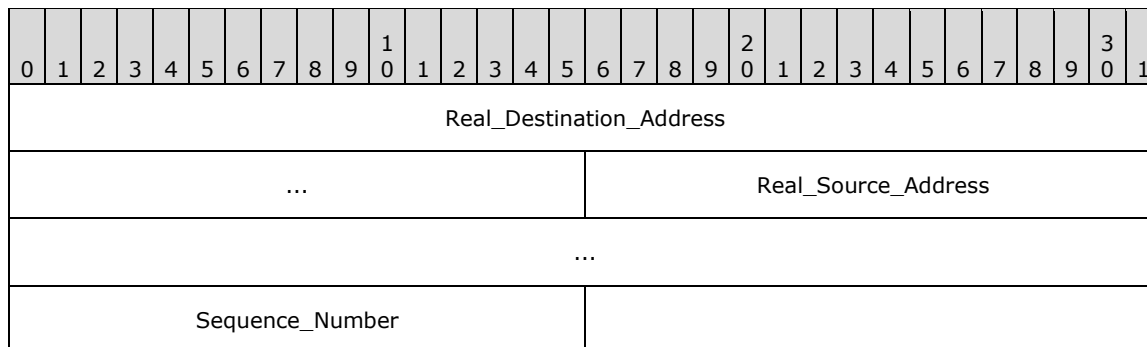 1 2 3
0 1 2 3 4 5 6 7 8 9 0 1 2 3 4 5 6 7 8 9 0 1 2 3 4 5 6 7 8 9 0 1
Real_Destination_Address
... Real_Source_Address
...
Sequence_Number